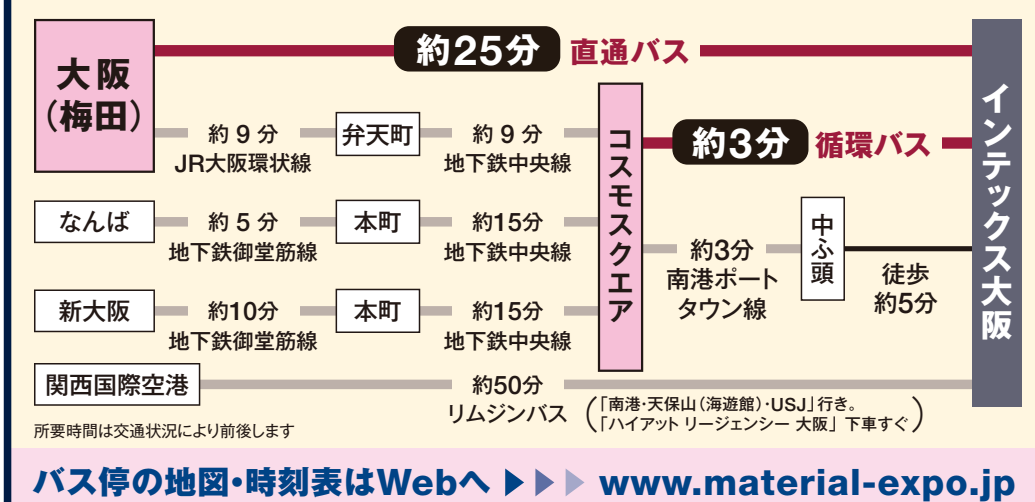 大阪
（梅田）
約25分 直通バス
約9分
JR大阪環状線
弁天町
約9分
地下鉄中央線
なんば
約5分
地下鉄御堂筋線
本町
約15分
地下鉄中央線
新大阪
約10分
地下鉄御堂筋線
本町
約15分
地下鉄中央線
コスモスクエア
約3分 循環バス
約3分
南港ポート
タウン線
中ふ頭
徒歩
約5分
インテックス大阪
関西国際空港
約50分
リムジンバス
（「南港・天保山（海遊館）・USJ」行き。
「ハイアット リージェンシー 大阪」 下車すぐ）
所要時間は交通状況により前後します
バス停の地図・時刻表はWebへ ▶▶▶ www.material-expo.jp